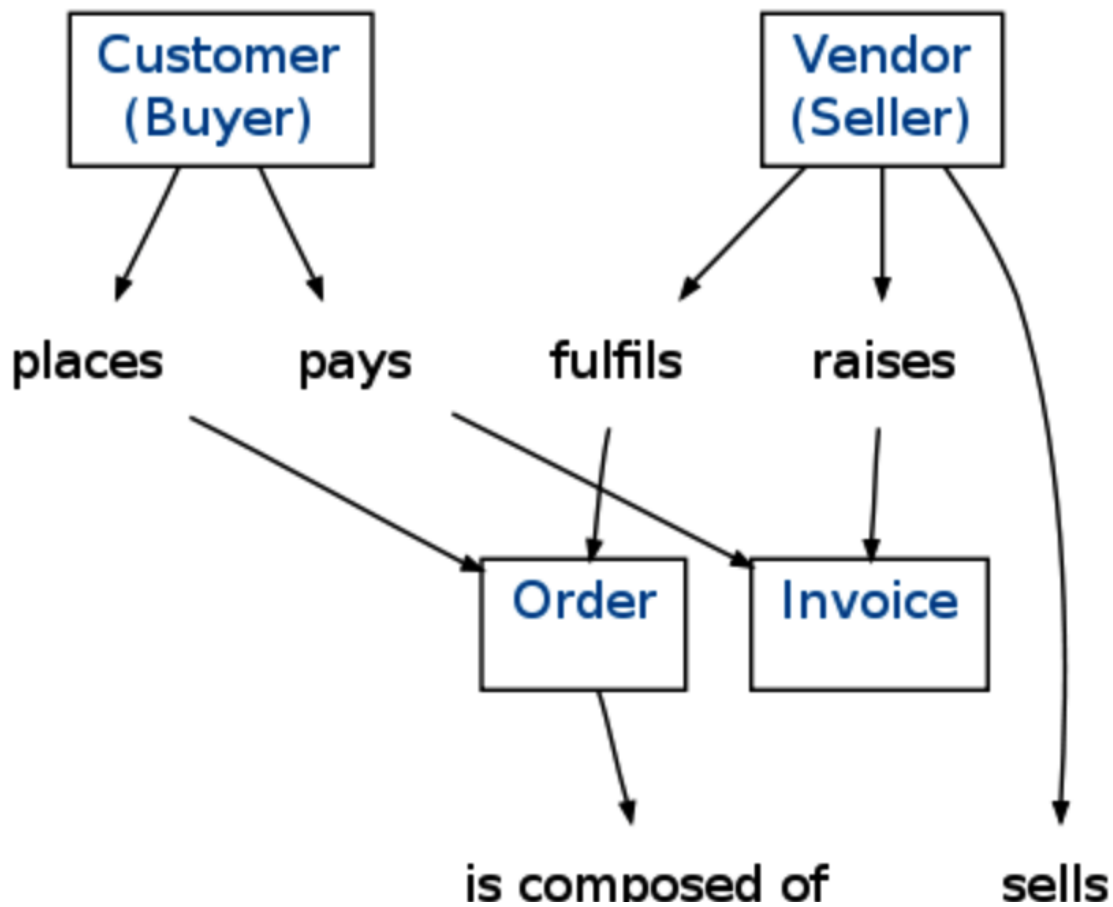 Customer
(Buyer)
Vendor
(Seller)
places
pays
fulfils
raises
Order
Invoice
is composed of
sells